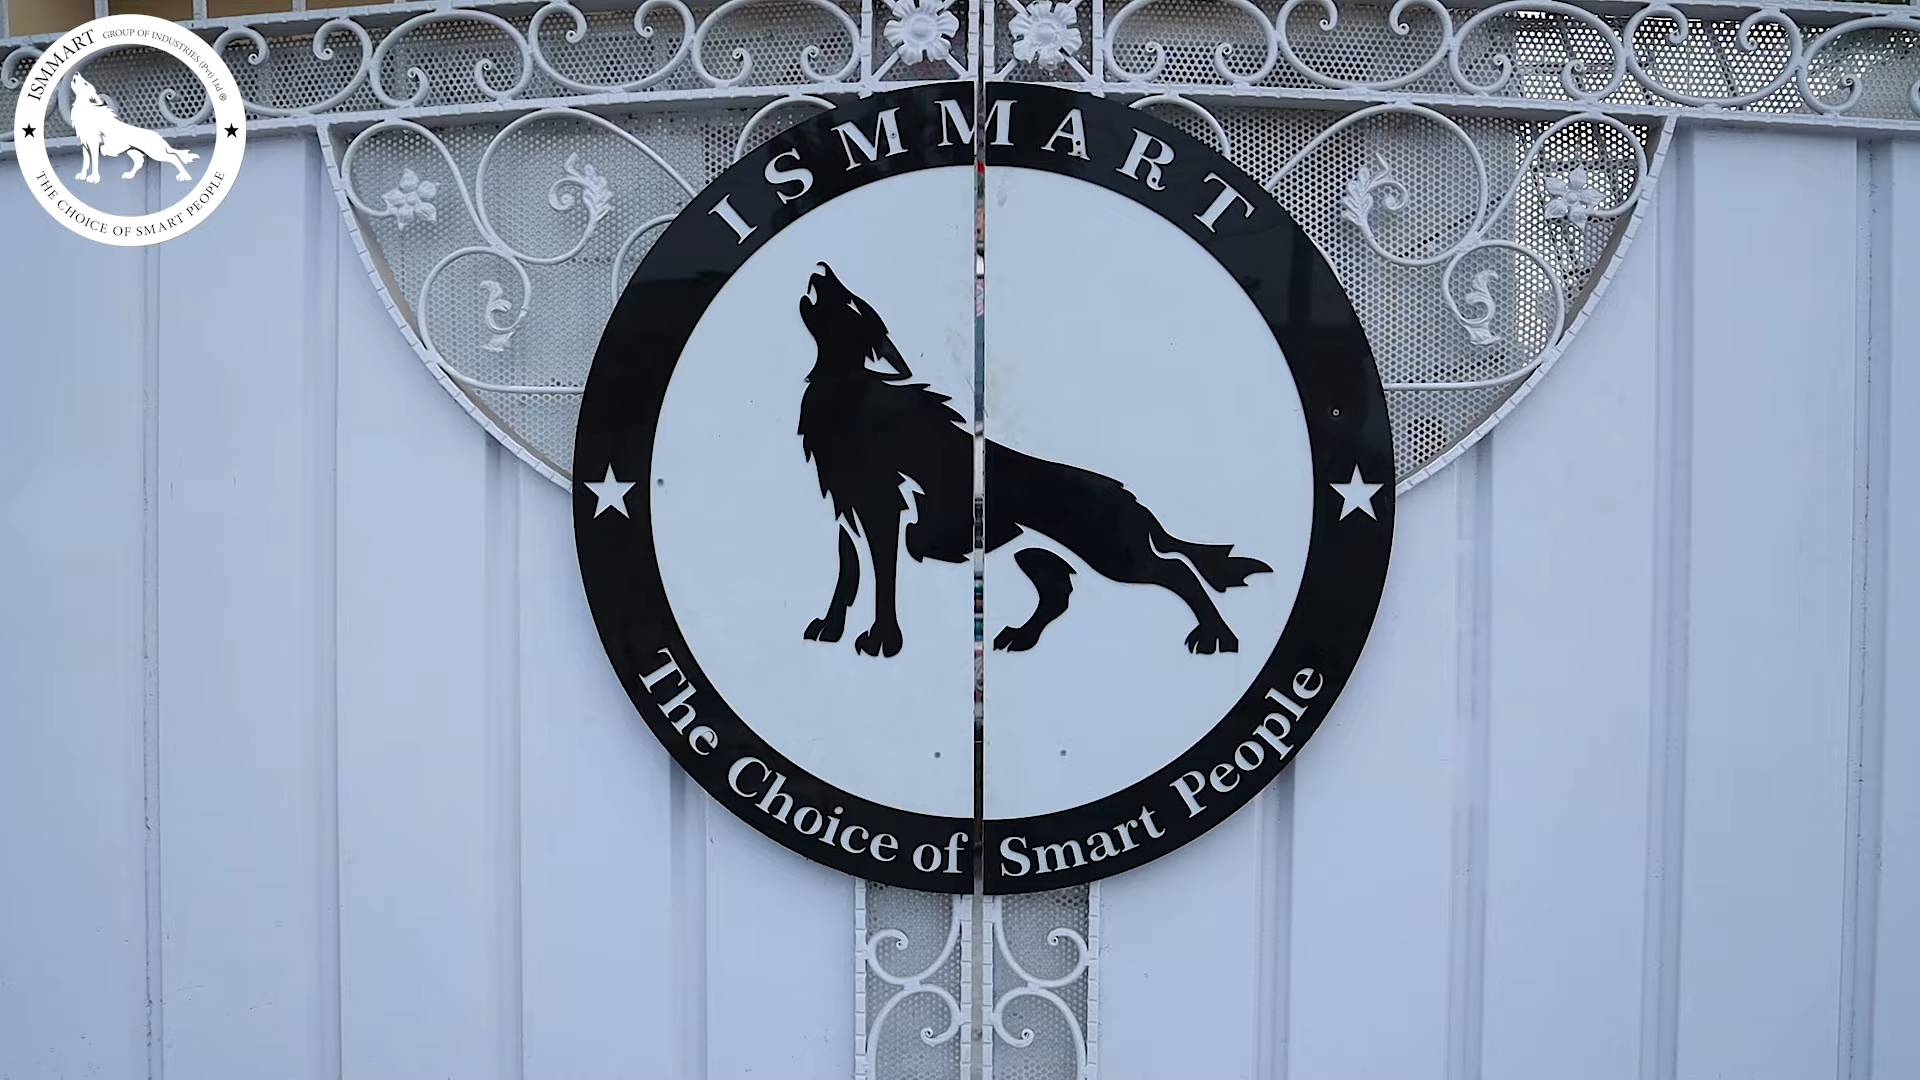 ISMMART GROUP OF INDUSTRIES (Pvt) Ltd ®
THE CHOICE OF SMART PEOPLE
ISMMART
The Choice of Smart People